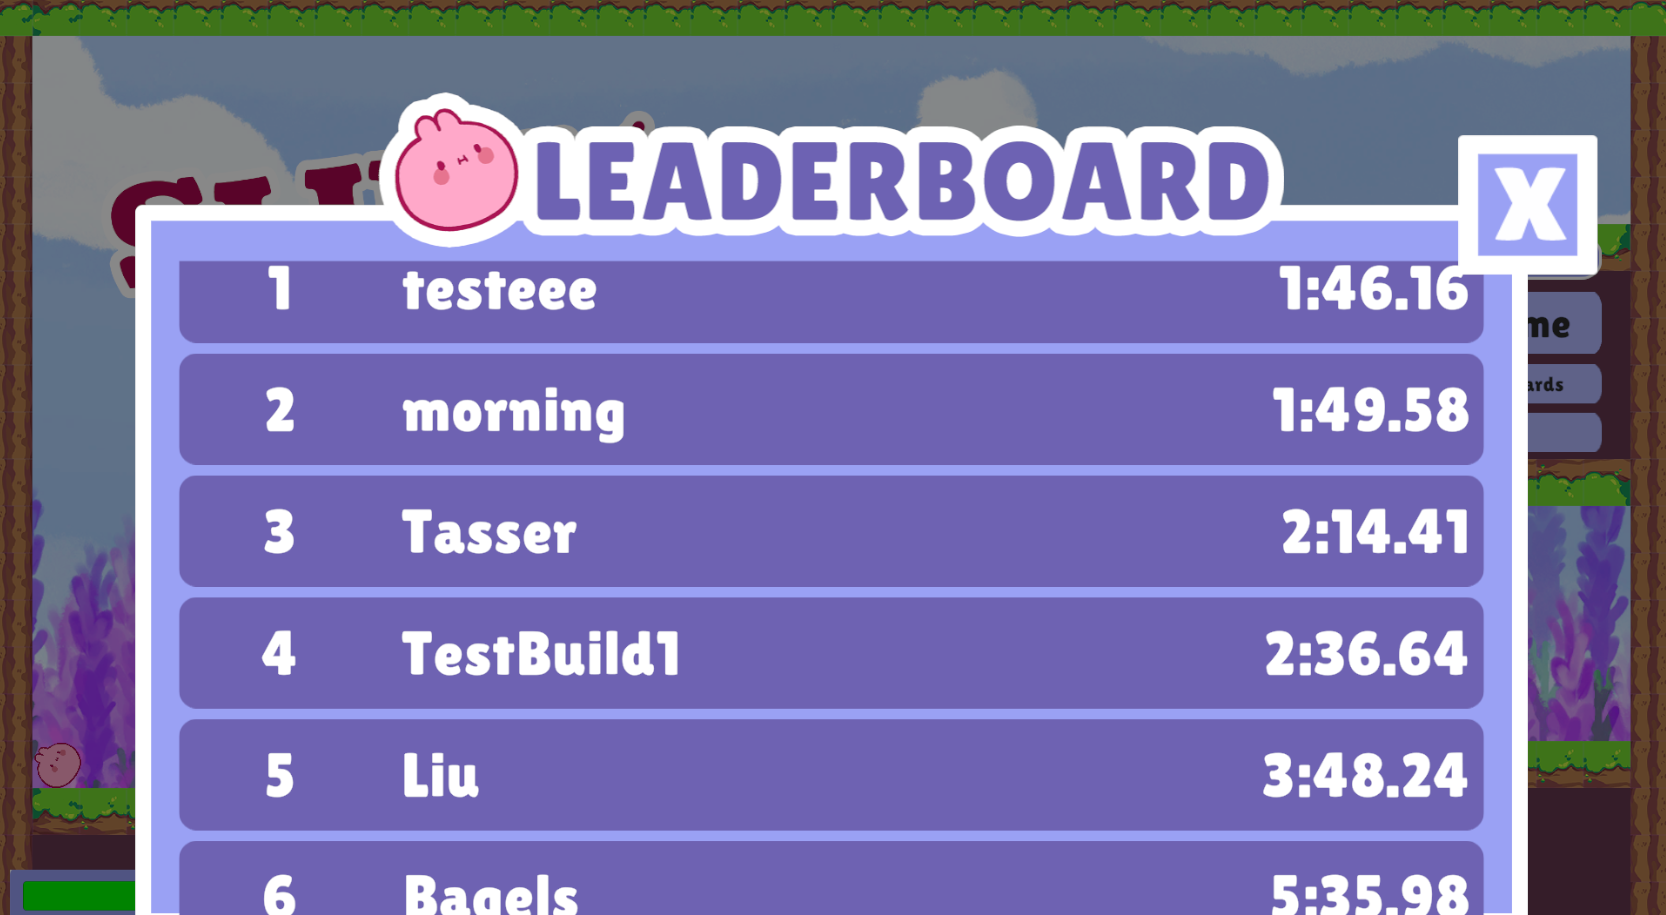 LEADERBOARD
X
1 testeee 1:46.16
2 morning 1:49.58
3 Tasser 2:14.41
4 TestBuild1 2:36.64
5 Liu 3:48.24
6 Bagels 5:35.98